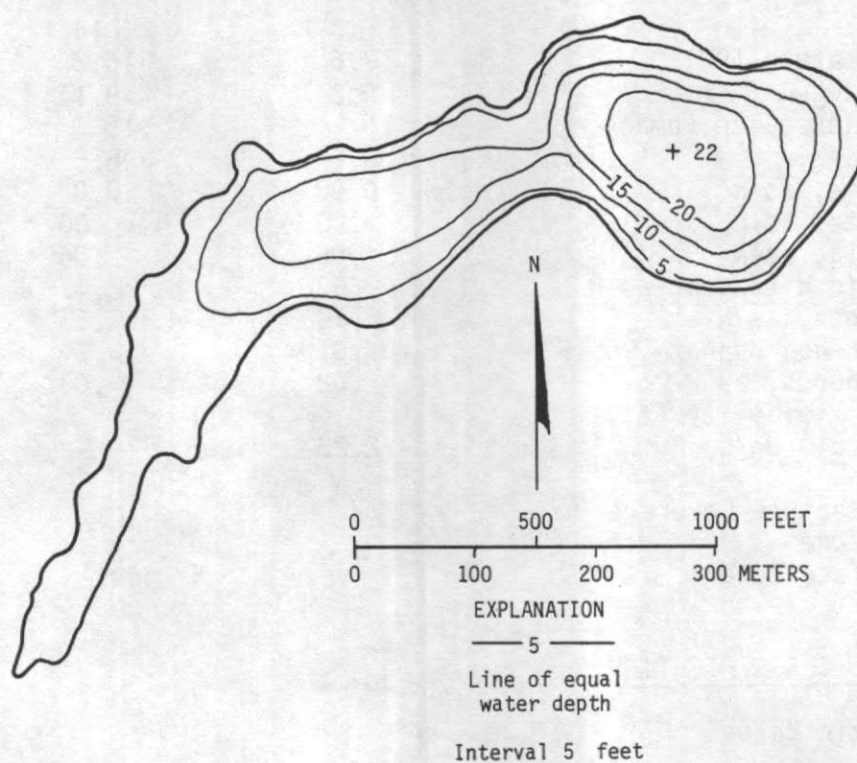 + 22
15
20
10
5
N
0 500 1000 FEET
0 100 200 300 METERS
EXPLANATION
5
Line of equal
water depth
Interval 5 feet